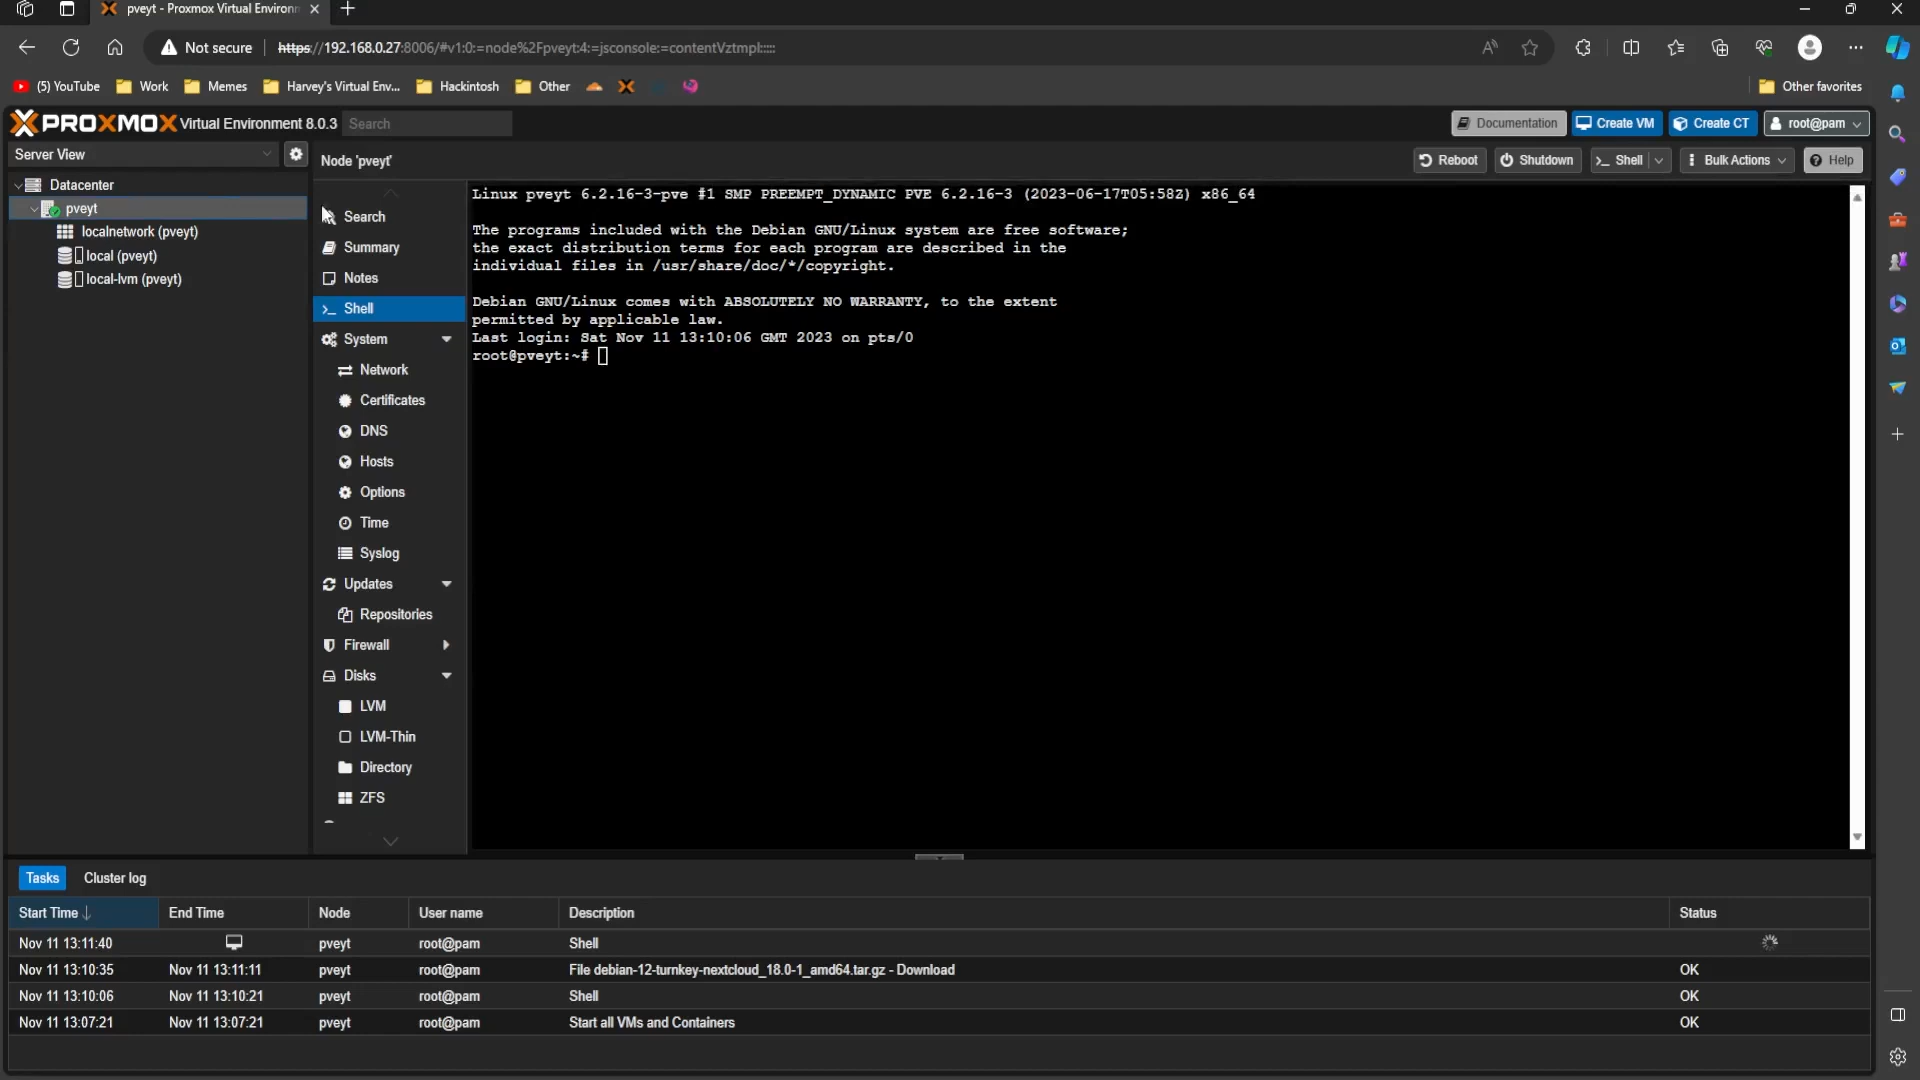 pveyt - Proxmox Virtual Environ
Not secure
https://192.168.0.27:8006/#v1:0:=node%2Fpveyt:4:=jsconsole:=contentVztmpl:::::
(5) YouTube
Work
Memes
Harvey's Virtual Env...
Hackintosh
Other
Other favorites
PROXMOX Virtual Environment 8.0.3
Search
Documentation
Create VM
Create CT
root@pam
Server View
Node 'pveyt'
Reboot
Shutdown
>_ Shell
Bulk Actions
Help
Datacenter
pveyt
localnetwork (pveyt)
local (pveyt)
local-lvm (pveyt)
Search
Summary
Notes
>_ Shell
System
Network
Certificates
DNS
Hosts
Options
Time
Syslog
Updates
Repositories
Firewall
Disks
LVM
LVM-Thin
Directory
ZFS
Linux pveyt 6.2.16-3-pve #1 SMP PREEMPT_DYNAMIC PVE 6.2.16-3 (2023-06-17T05:58Z) x86_64
The programs included with the Debian GNU/Linux system are free software;
the exact distribution terms for each program are described in the
individual files in /usr/share/doc/*/copyright.
Debian GNU/Linux comes with ABSOLUTELY NO WARRANTY, to the extent
permitted by applicable law.
Last login: Sat Nov 11 13:10:06 GMT 2023 on pts/0
root@pveyt:~#
Tasks
Cluster log
Start Time End Time Node User name Description Status
Nov 11 13:11:40 pveyt root@pam Shell
Nov 11 13:10:35 Nov 11 13:11:11 pveyt root@pam File debian-12-turnkey-nextcloud_18.0-1_amd64.tar.gz - Download OK
Nov 11 13:10:06 Nov 11 13:10:21 pveyt root@pam Shell OK
Nov 11 13:07:21 Nov 11 13:07:21 pveyt root@pam Start all VMs and Containers OK